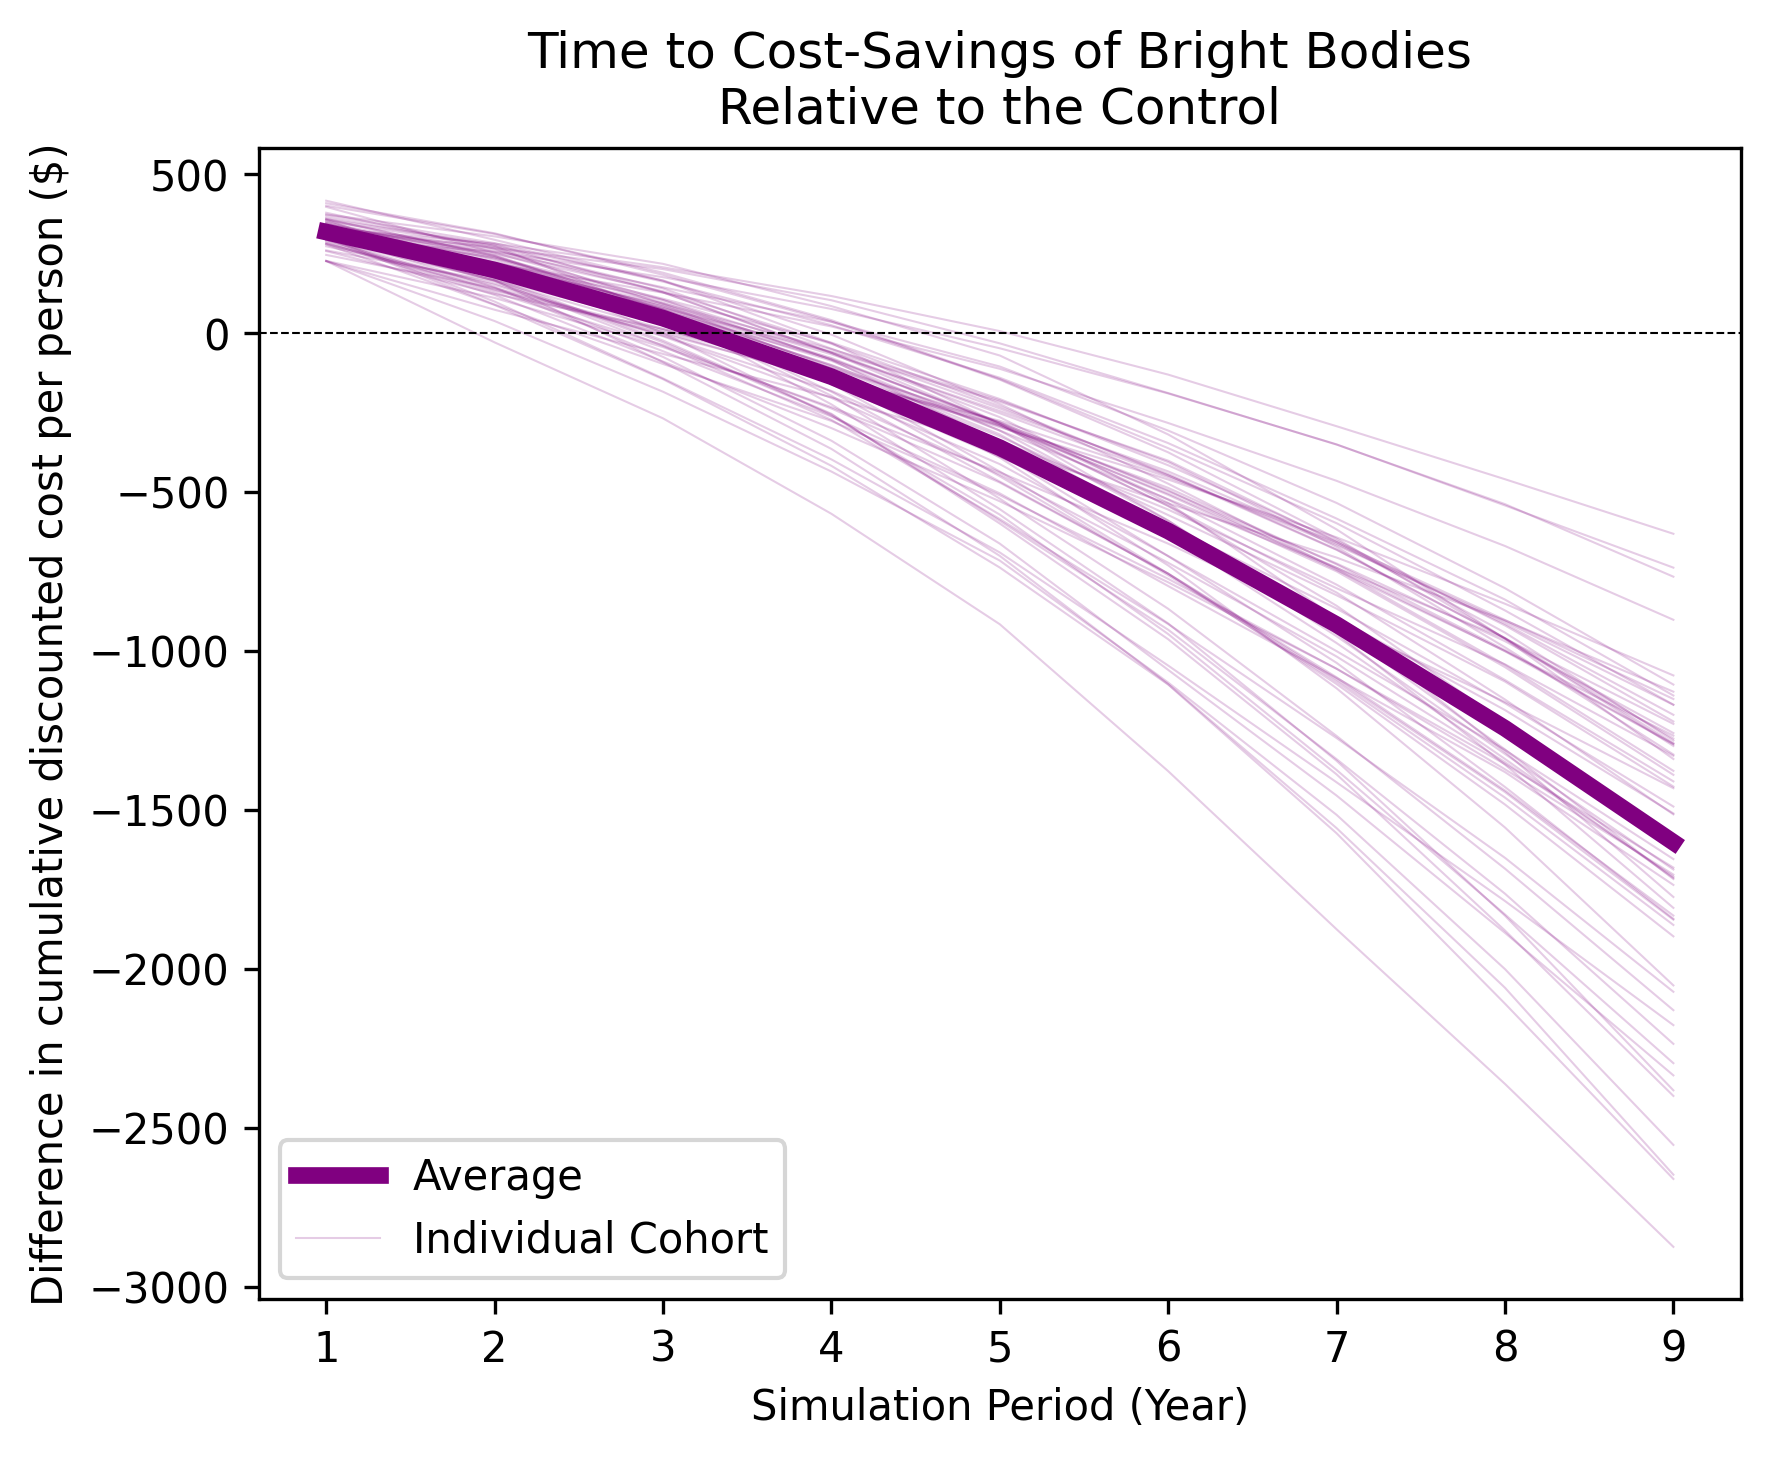 Time to Cost-Savings of Bright Bodies
Relative to the Control
Difference in cumulative discounted cost per person ($)
500
0
−500
−1000
−1500
−2000
−2500
−3000
Average
Individual Cohort
1 2 3 4 5 6 7 8 9
Simulation Period (Year)